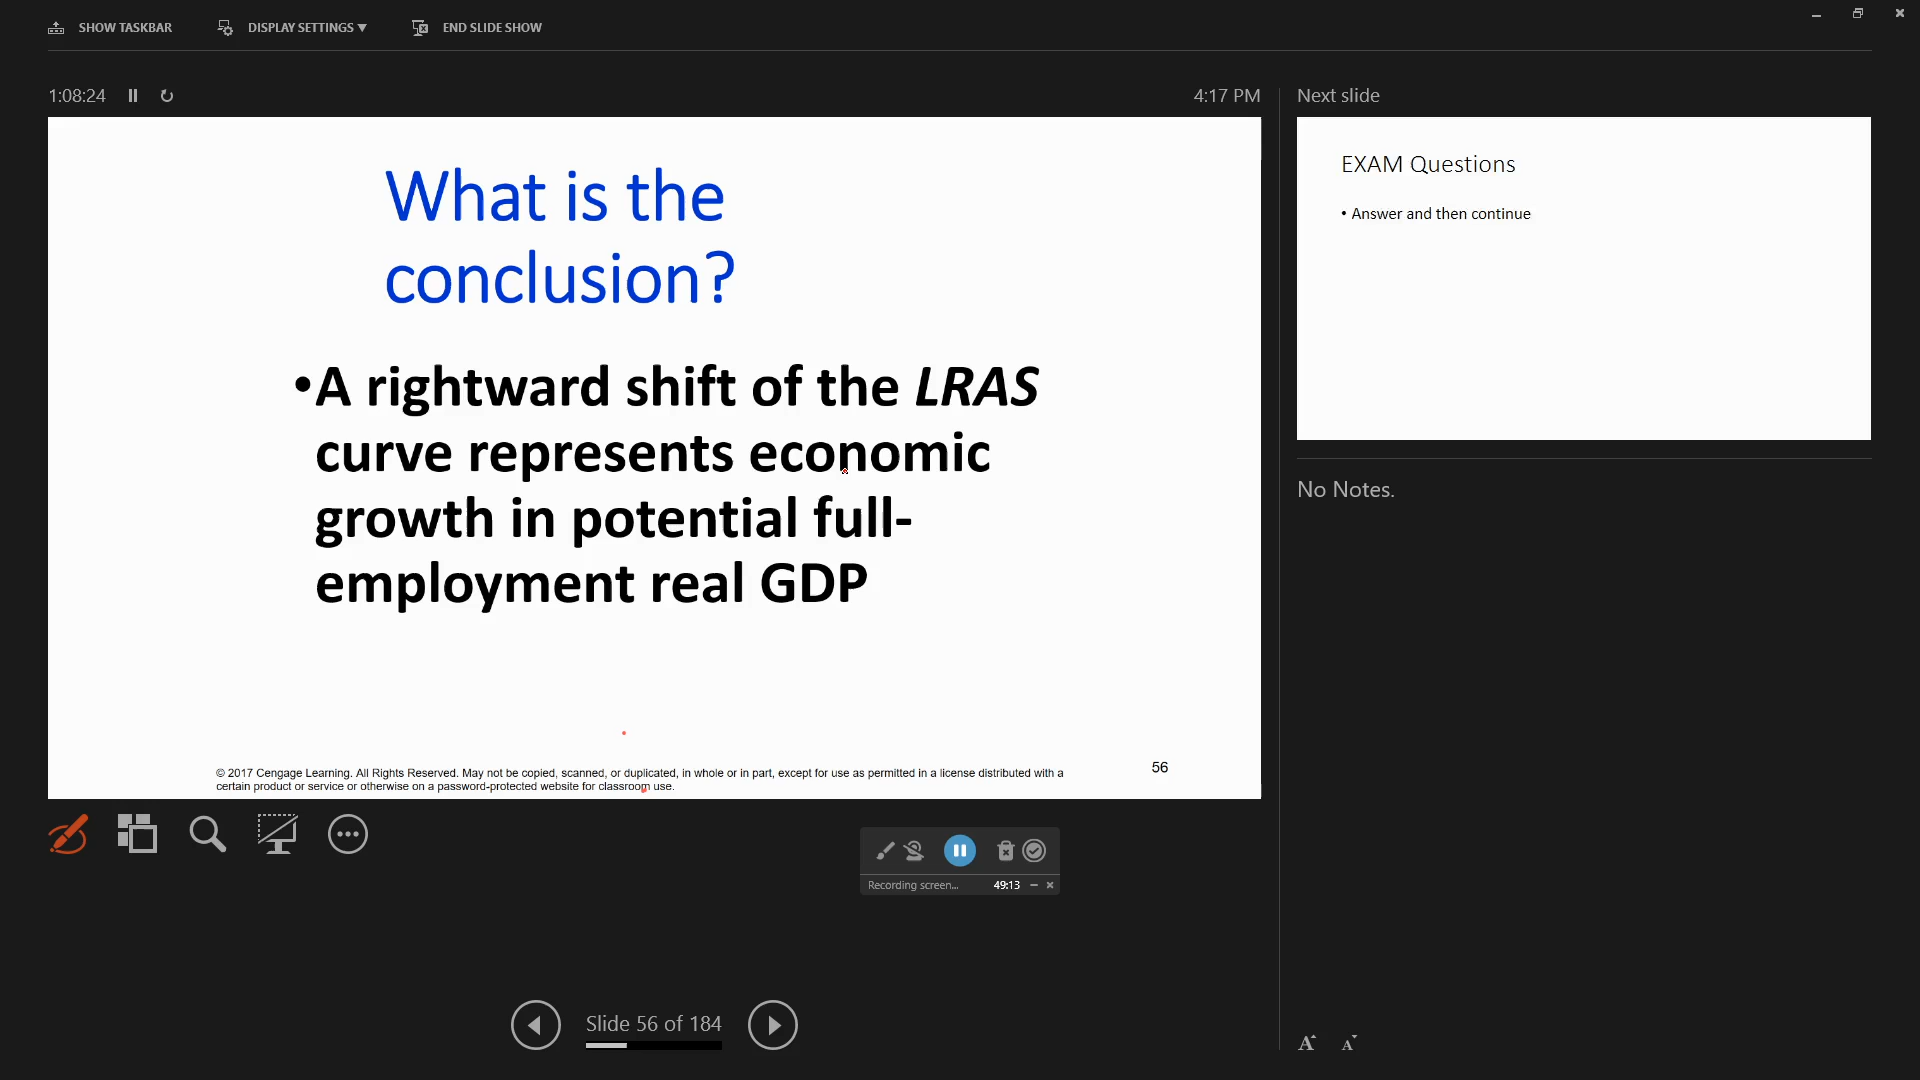 SHOW TASKBAR
DISPLAY SETTINGS ▼
END SLIDE SHOW
1:08:24
4:17 PM
Next slide
What is the
conclusion?
•A rightward shift of the LRAS
curve represents economic
growth in potential full-
employment real GDP
© 2017 Cengage Learning. All Rights Reserved. May not be copied, scanned, or duplicated, in whole or in part, except for use as permitted in a license distributed with a
certain product or service or otherwise on a password-protected website for classroom use.
56
EXAM Questions
• Answer and then continue
No Notes.
Recording screen...
49:13
Slide 56 of 184
A
A